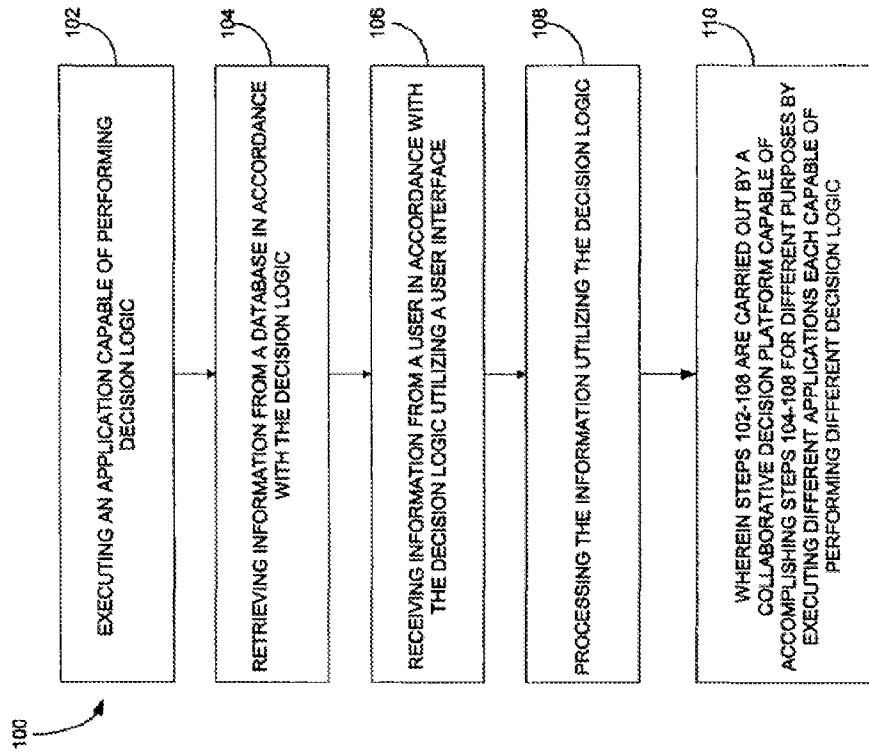 100
EXECUTING AN APPLICATION CAPABLE OF PERFORMING
DECISION LOGIC
102
RETRIEVING INFORMATION FROM A DATABASE IN ACCORDANCE
WITH THE DECISION LOGIC
104
RECEIVING INFORMATION FROM A USER IN ACCORDANCE WITH
THE DECISION LOGIC UTILIZING A USER INTERFACE
106
PROCESSING THE INFORMATION UTILIZING THE DECISION LOGIC
108
WHEREIN STEPS 102-108 ARE CARRIED OUT BY A
COLLABORATIVE DECISION PLATFORM CAPABLE OF
ACCOMPLISHING STEPS 104-108 FOR DIFFERENT PURPOSES BY
EXECUTING DIFFERENT APPLICATIONS EACH CAPABLE OF
PERFORMING DIFFERENT DECISION LOGIC
110